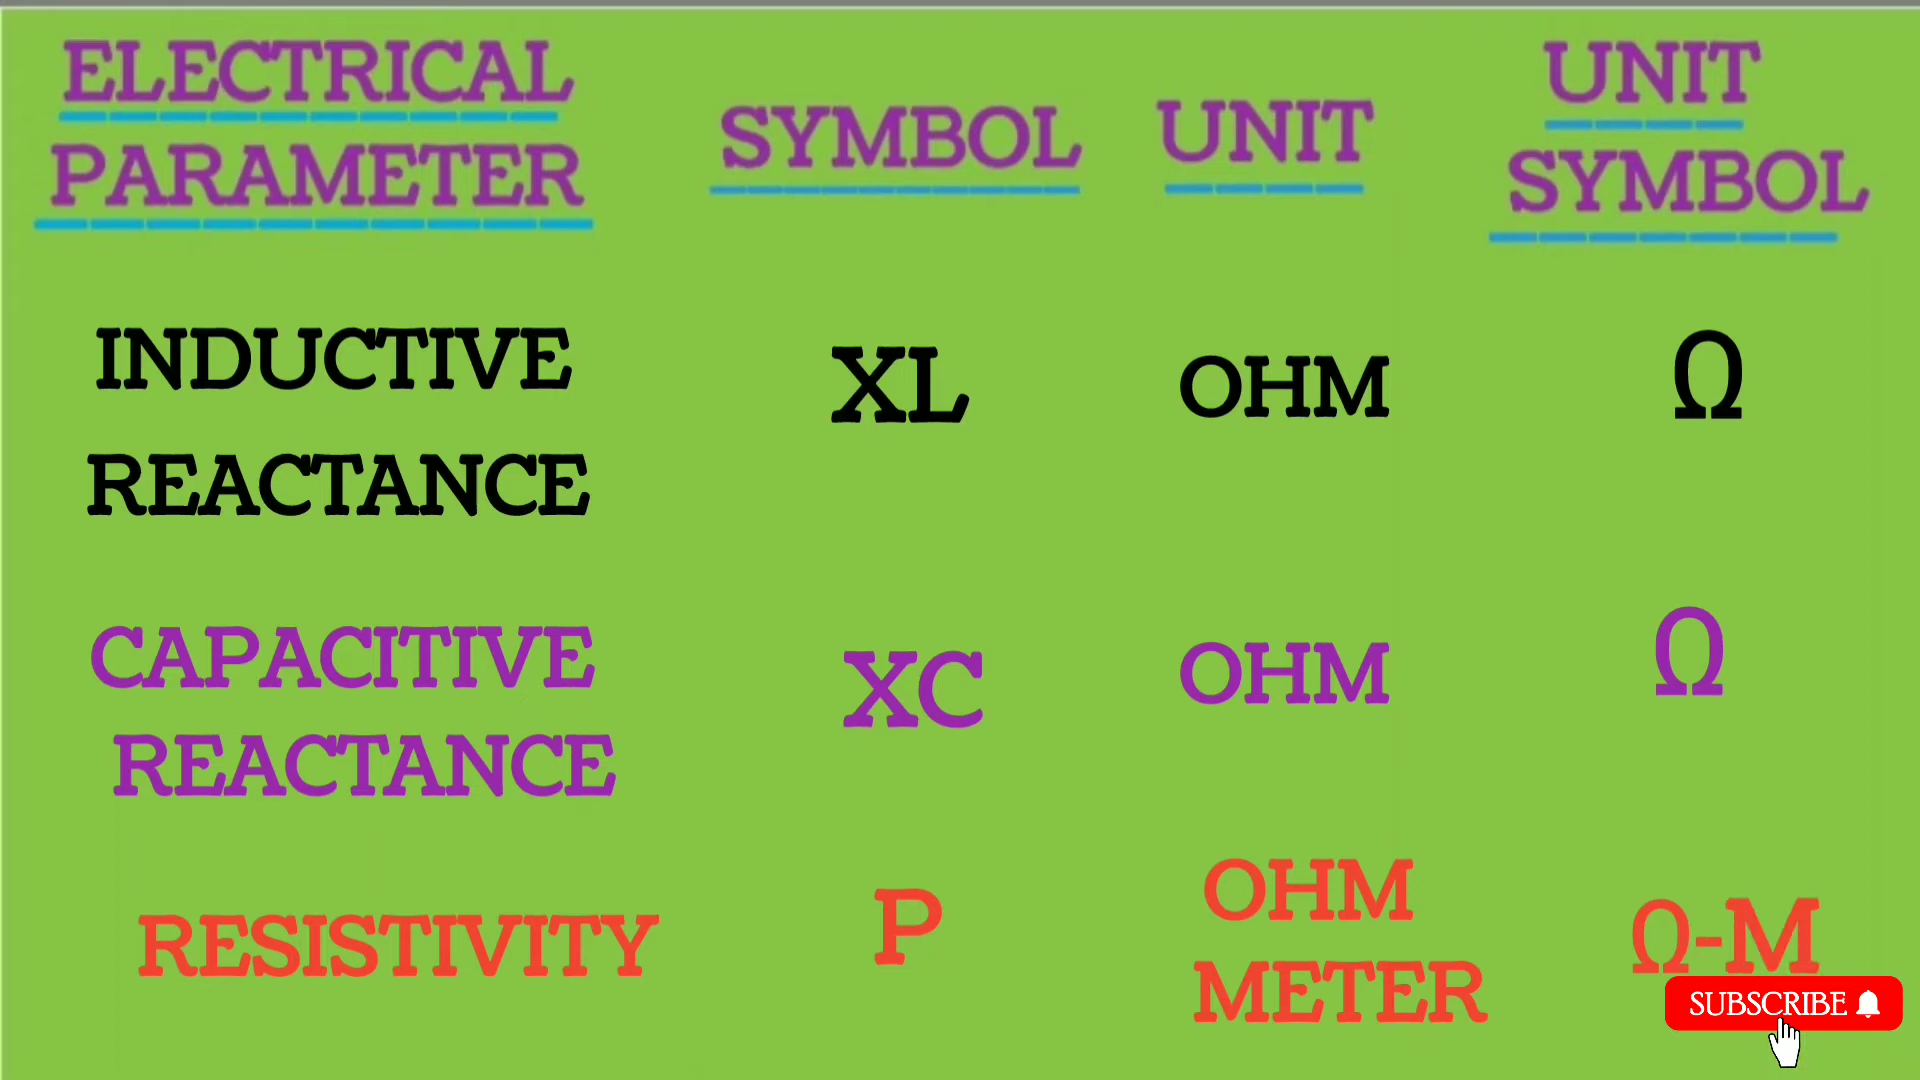 ELECTRICAL
PARAMETER
SYMBOL
UNIT
UNIT
SYMBOL
INDUCTIVE
REACTANCE
XL
OHM
Ω
CAPACITIVE
REACTANCE
XC
OHM
Ω
RESISTIVITY
P
OHM
METER
Ω-M
SUBSCRIBE